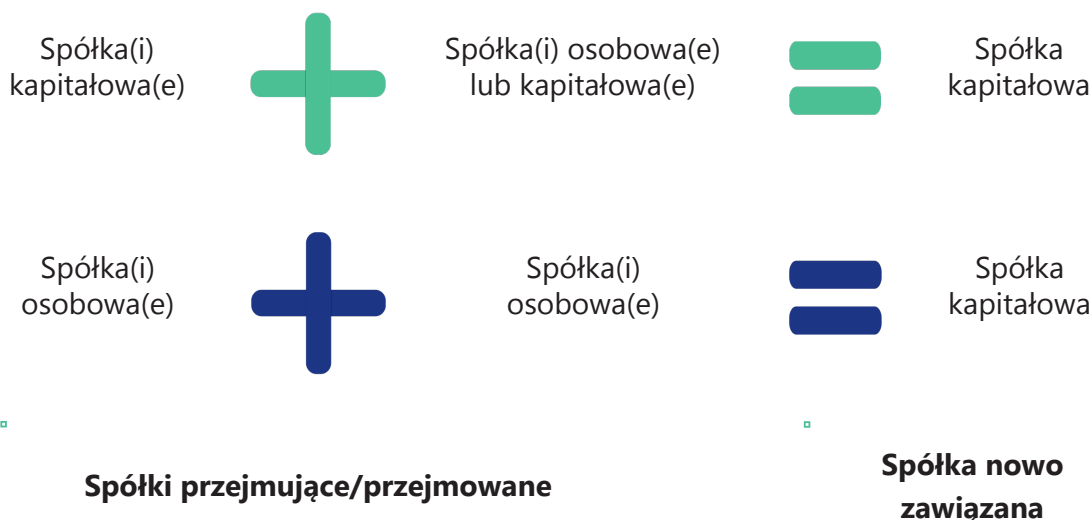 Spółka(i)
kapitałowa(e)
Spółka(i) osobowa(e)
lub kapitałowa(e)
Spółka
kapitałowa
Spółka(i)
osobowa(e)
Spółka(i)
osobowa(e)
Spółka
kapitałowa
Spółki przejmujące/przejmowane
Spółka nowo
zawiązana